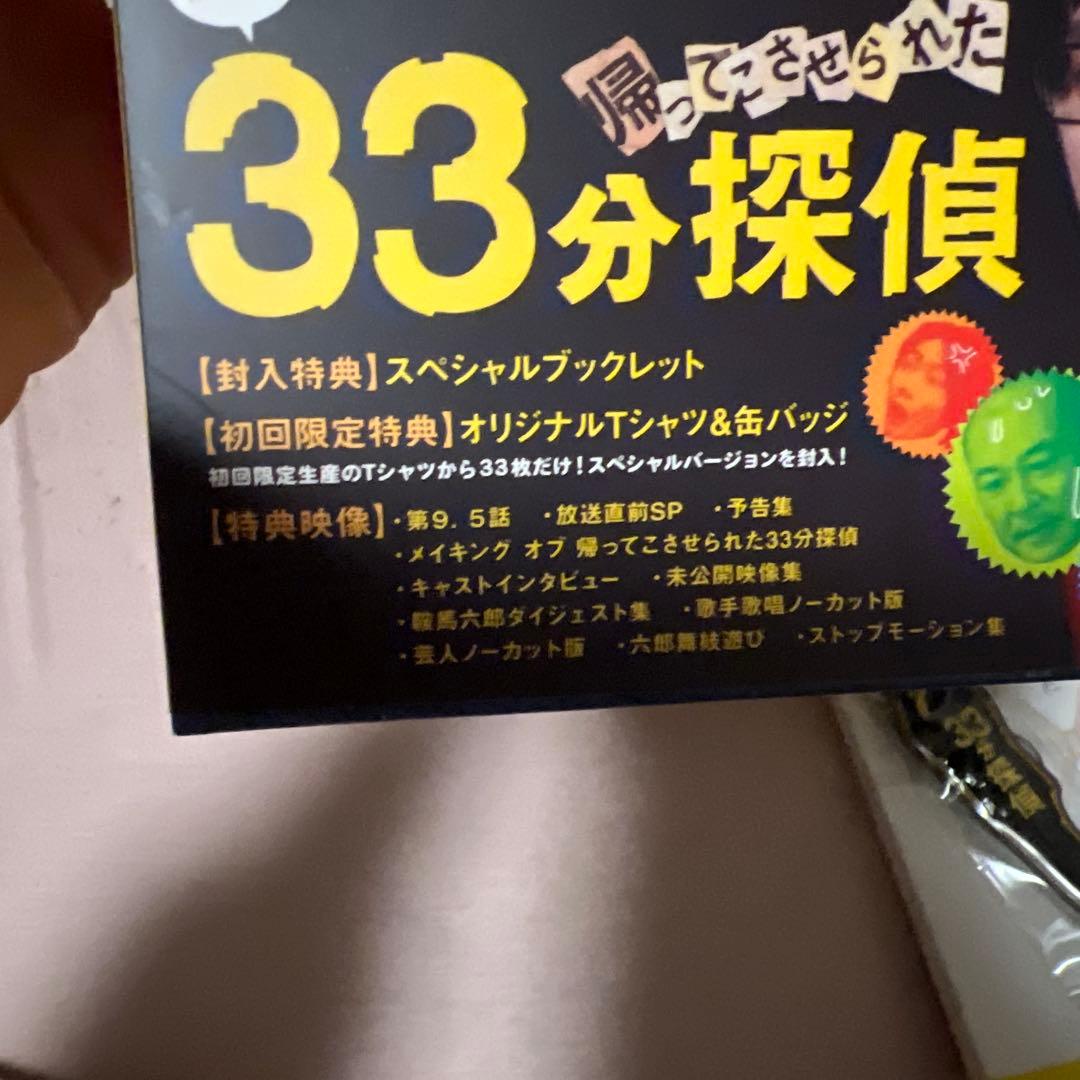 帰ってこさせられた
33分探偵
【封入特典】スペシャルブックレット
【初回限定特典】オリジナルTシャツ&缶バッジ
初回限定生産のTシャツから33枚だけ！スペシャルバージョンを封入！
【特典映像】・第9.5話 ・放送直前SP ・予告集
・メイキング オブ 帰ってこさせられた33分探偵
・キャストインタビュー ・未公開映像集
・鞍馬六郎ダイジェスト集 ・歌手歌唱ノーカット版
・芸人ノーカット版 ・六郎舞妓遊び ・ストップモーション集
33分探偵